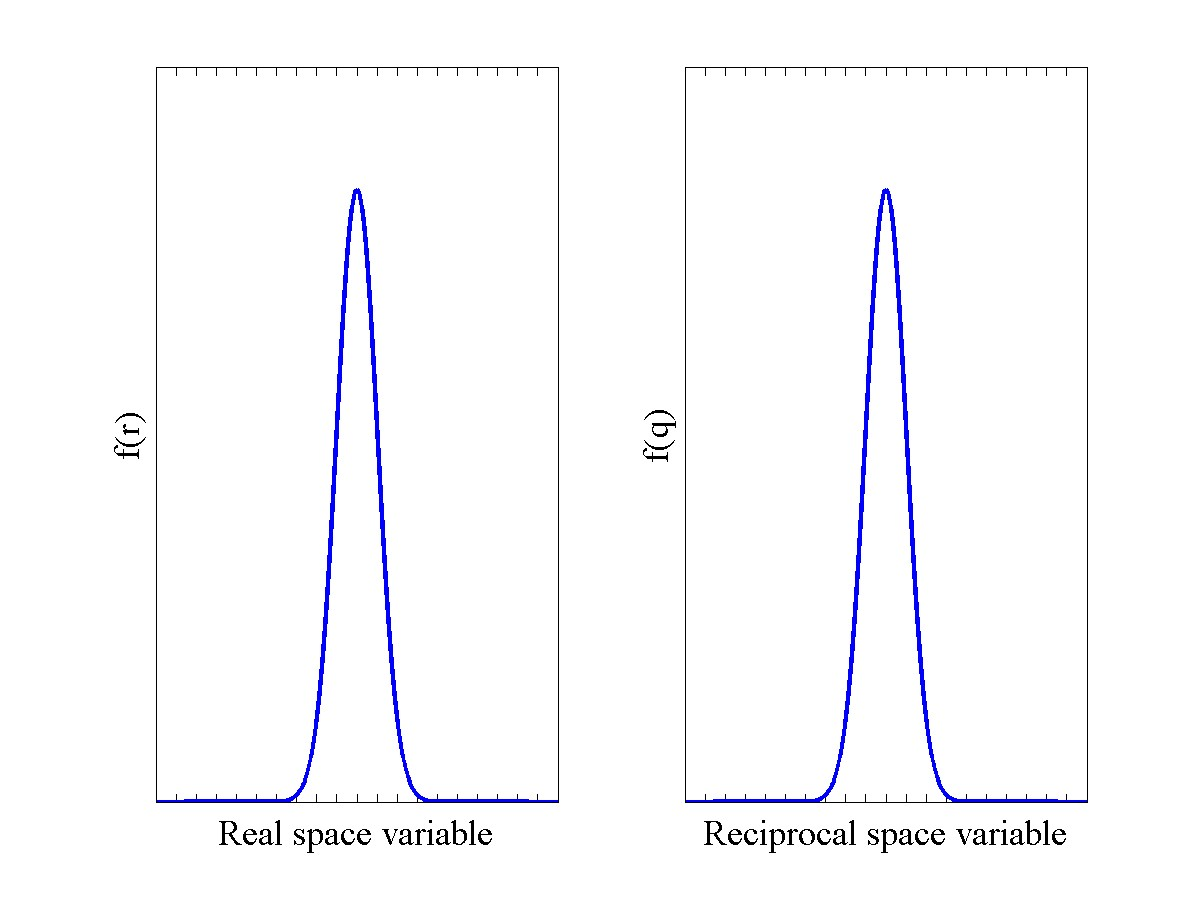 f(r)
Real space variable
f(q)
Reciprocal space variable